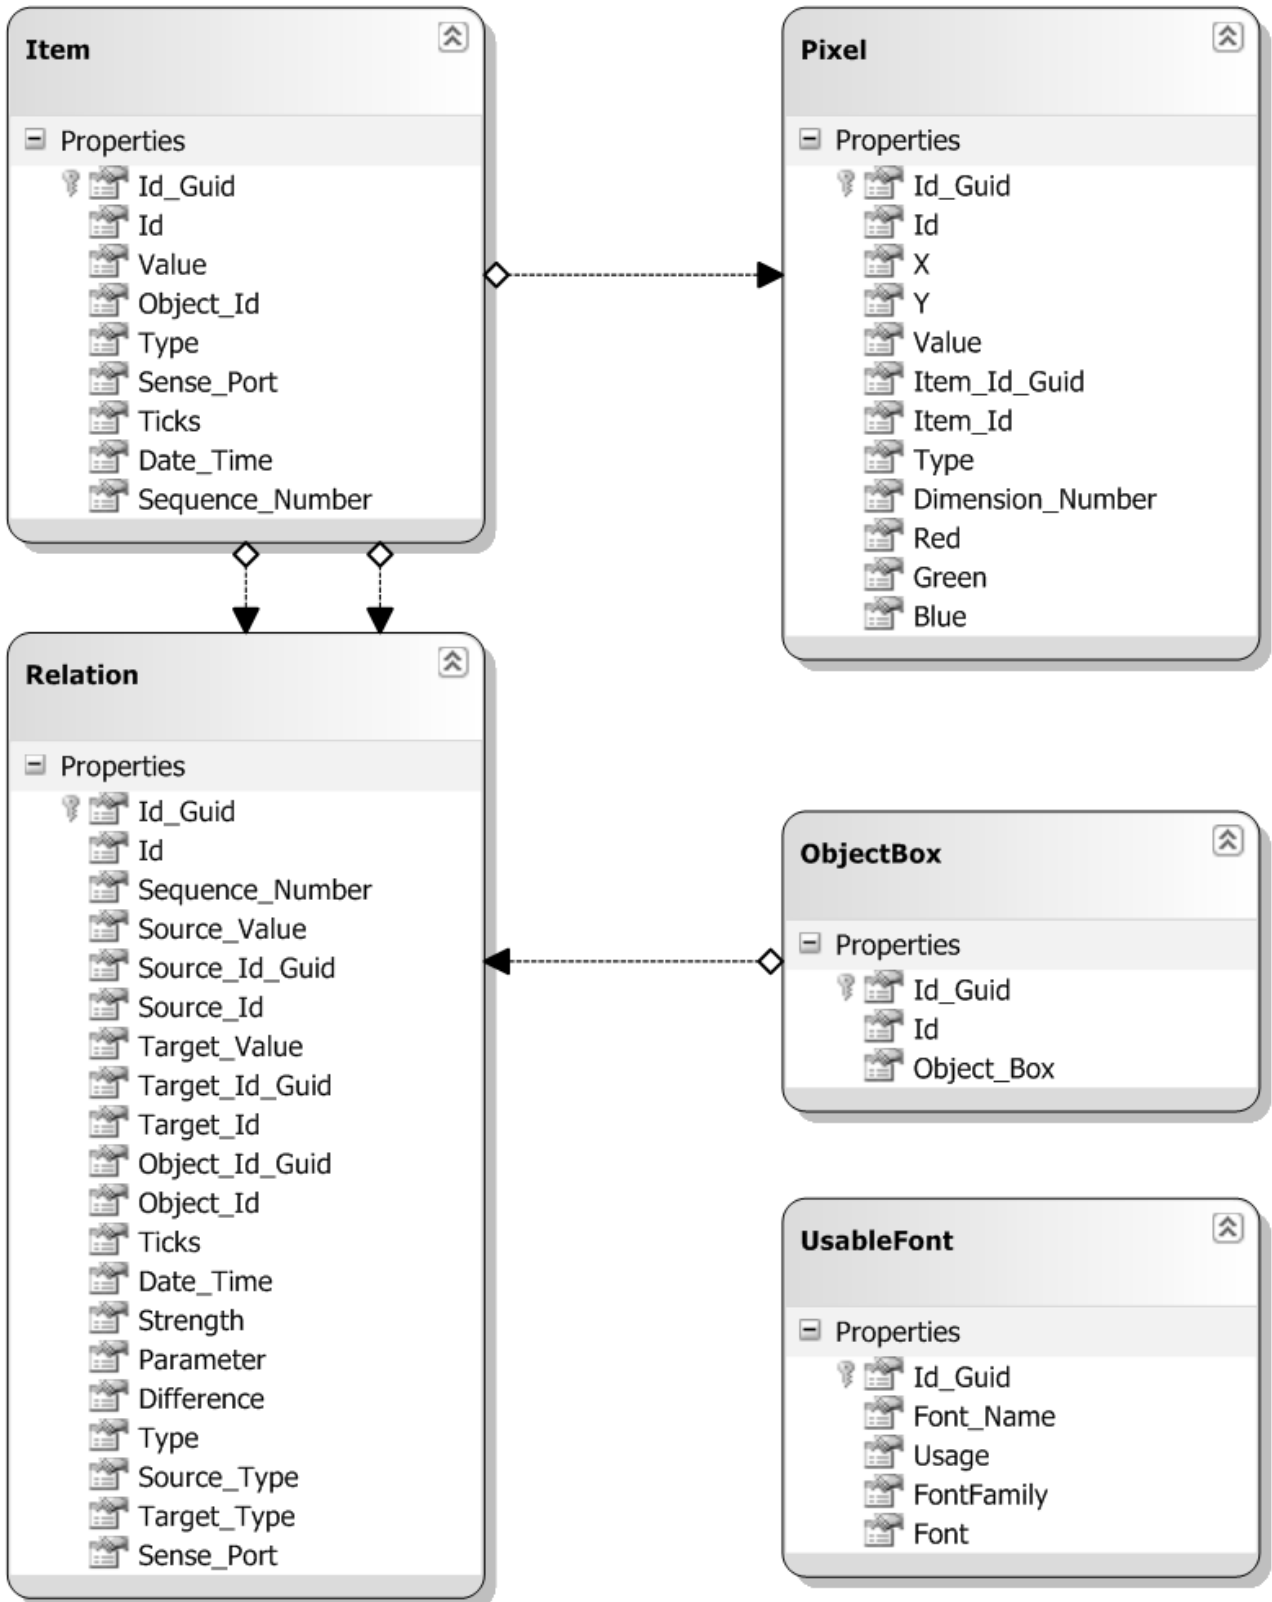 Item
Properties
Id_Guid
Id
Value
Object_Id
Type
Sense_Port
Ticks
Date_Time
Sequence_Number
Pixel
Properties
Id_Guid
Id
X
Y
Value
Item_Id_Guid
Item_Id
Type
Dimension_Number
Red
Green
Blue
Relation
Properties
Id_Guid
Id
Sequence_Number
Source_Value
Source_Id_Guid
Source_Id
Target_Value
Target_Id_Guid
Target_Id
Object_Id_Guid
Object_Id
Ticks
Date_Time
Strength
Parameter
Difference
Type
Source_Type
Target_Type
Sense_Port
ObjectBox
Properties
Id_Guid
Id
Object_Box
UsableFont
Properties
Id_Guid
Font_Name
Usage
FontFamily
Font